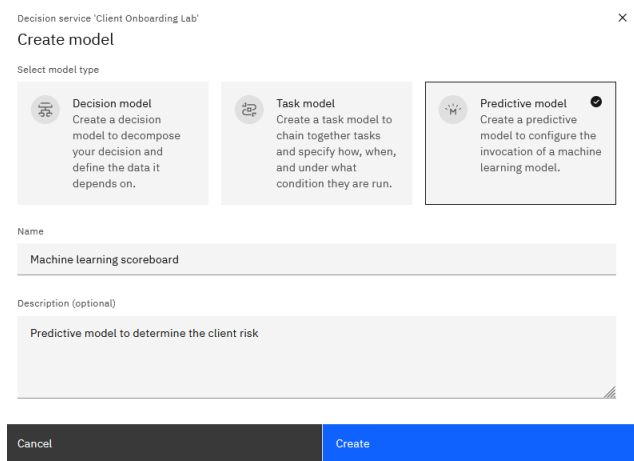 Decision service 'Client Onboarding Lab'
Create model
Select model type
Decision model
Create a decision
model to decompose
your decision and
define the data it
depends on.
Task model
Create a task model to
chain together tasks
and specify how, when,
and under what
condition they are run.
M
Predictive model
Create a predictive
model to configure the
invocation of a machine
learning model.
Name
Machine learning scoreboard
Description (optional)
Predictive model to determine the client risk
Cancel
Create